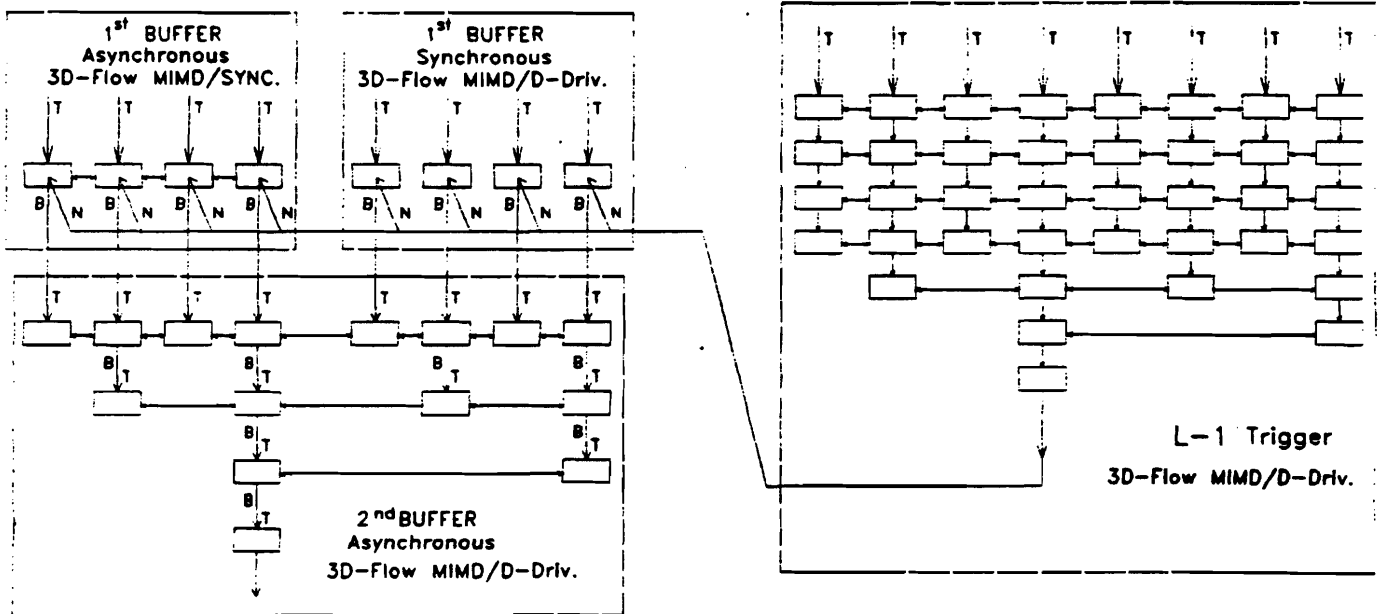 1st BUFFER
Asynchronous
3D-Flow MIMD/SYNC.
T T T T
B N B N B N B N
1st BUFFER
Synchronous
3D-Flow MIMD/D-Driv.
T T T T
B N B N B N B N
T T T T T T T T
B B B B
T T T T
B B
T T
B
T
2nd BUFFER
Asynchronous
3D-Flow MIMD/D-Driv.
T T T T T T T T
L-1 Trigger
3D-Flow MIMD/D-Driv.